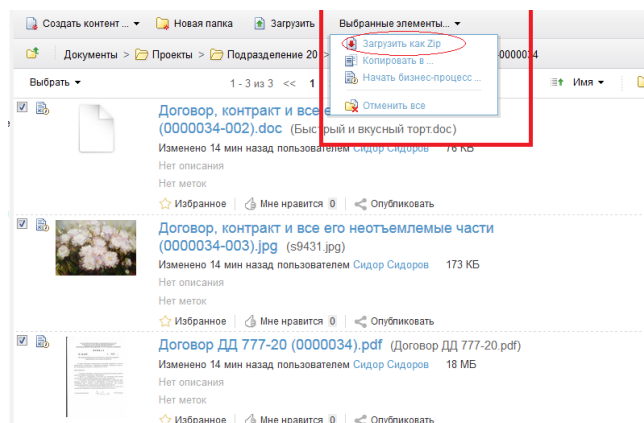 Создать контент ... Новая папка Загрузить Выбранные элементы...
Загрузить как Zip
Документы > Проекты > Подразделение 20 > 0000034
Копировать в ...
Начать бизнес-процесс ...
Выбрать 1 - 3 из 3 << 1 Имя
Отменить все
Договор, контракт и все е
(0000034-002).doc (Быстрый и вкусный торт.doc)
Изменено 14 мин назад пользователем Сидор Сидоров 76 КБ
Нет описания
Нет меток
Избранное Мне нравится 0 Опубликовать
Договор, контракт и все его неотъемлемые части
(0000034-003).jpg (s9431.jpg)
Изменено 14 мин назад пользователем Сидор Сидоров 173 КБ
Нет описания
Нет меток
Избранное Мне нравится 0 Опубликовать
Договор ДД 777-20 (0000034).pdf (Договор ДД 777-20.pdf)
Изменено 14 мин назад пользователем Сидор Сидоров 18 МБ
Нет описания
Нет меток
Избранное Мне нравится 0 Опубликовать